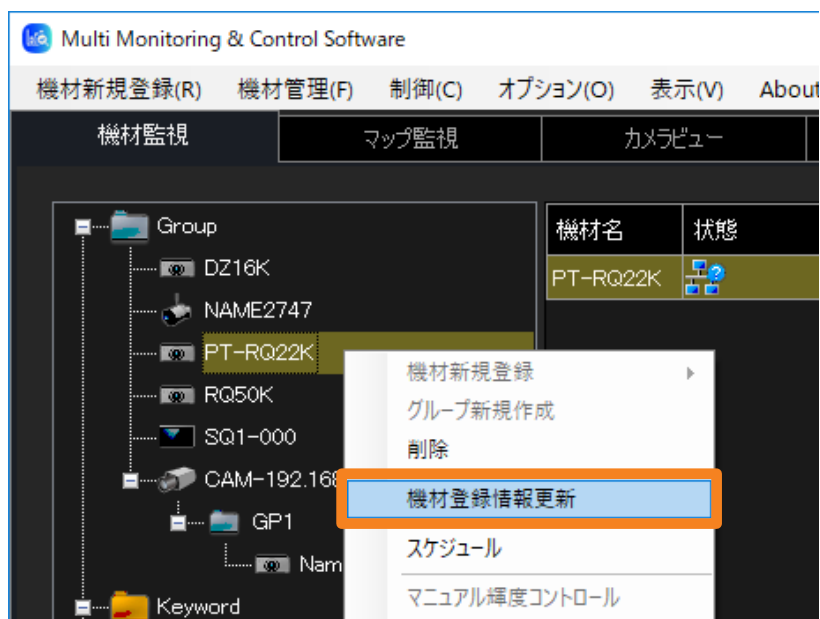 Multi Monitoring & Control Software
機材新規登録(R) 機材管理(F) 制御(C) オプション(O) 表示(V) About
機材監視 マップ監視 カメラビュー
Group
DZ16K
NAME2747
PT-RQ22K
RQ50K
SQ1-000
CAM-192.168
GP1
Nam
Keyword
機材名 状態
PT-RQ22K
機材新規登録
グループ新規作成
削除
機材登録情報更新
スケジュール
マニュアル輝度コントロール